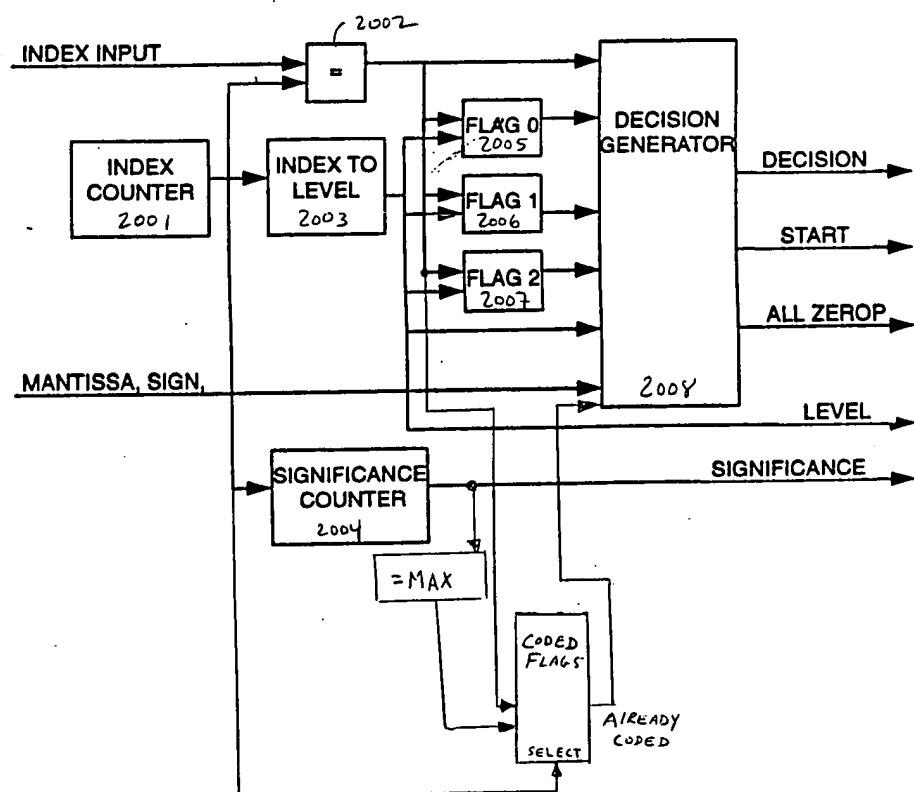 2002
INDEX INPUT
=
FLAG 0
2005
DECISION
GENERATOR
DECISION
INDEX
COUNTER
2001
INDEX TO
LEVEL
2003
FLAG 1
2006
START
FLAG 2
2007
ALL ZEROP
MANTISSA, SIGN,
2008
LEVEL
SIGNIFICANCE
COUNTER
2004
SIGNIFICANCE
=MAX
CODED
FLAGS
SELECT
AlREADY
CODED